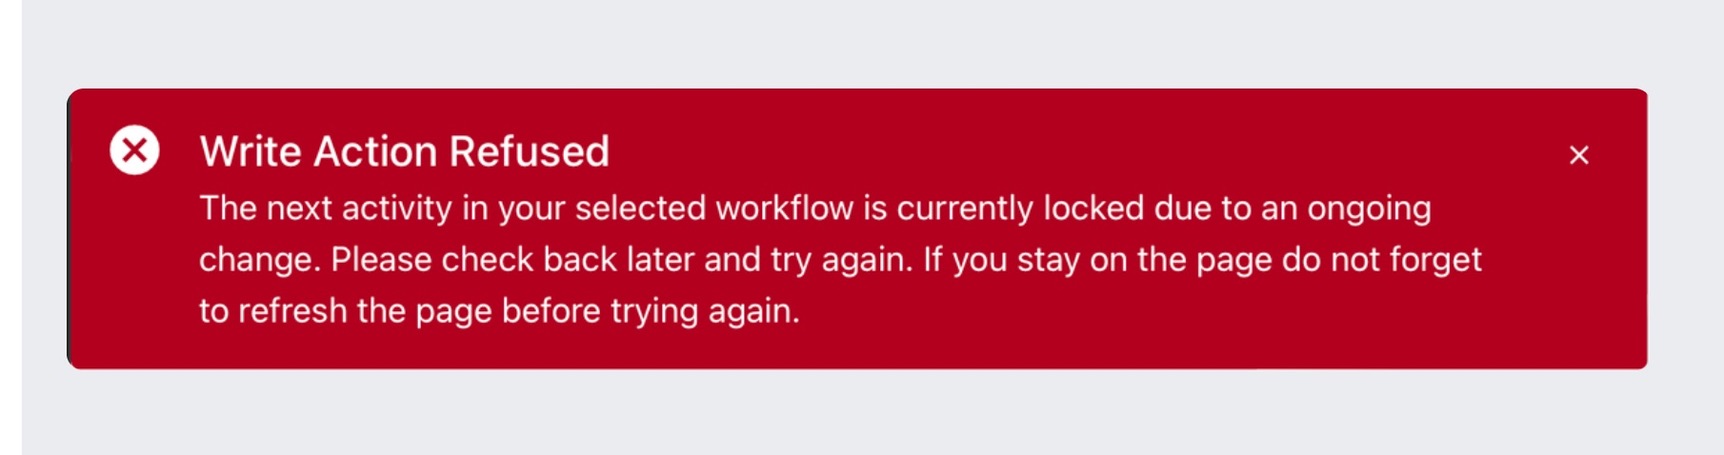 Write Action Refused
The next activity in your selected workflow is currently locked due to an ongoing
change. Please check back later and try again. If you stay on the page do not forget
to refresh the page before trying again.